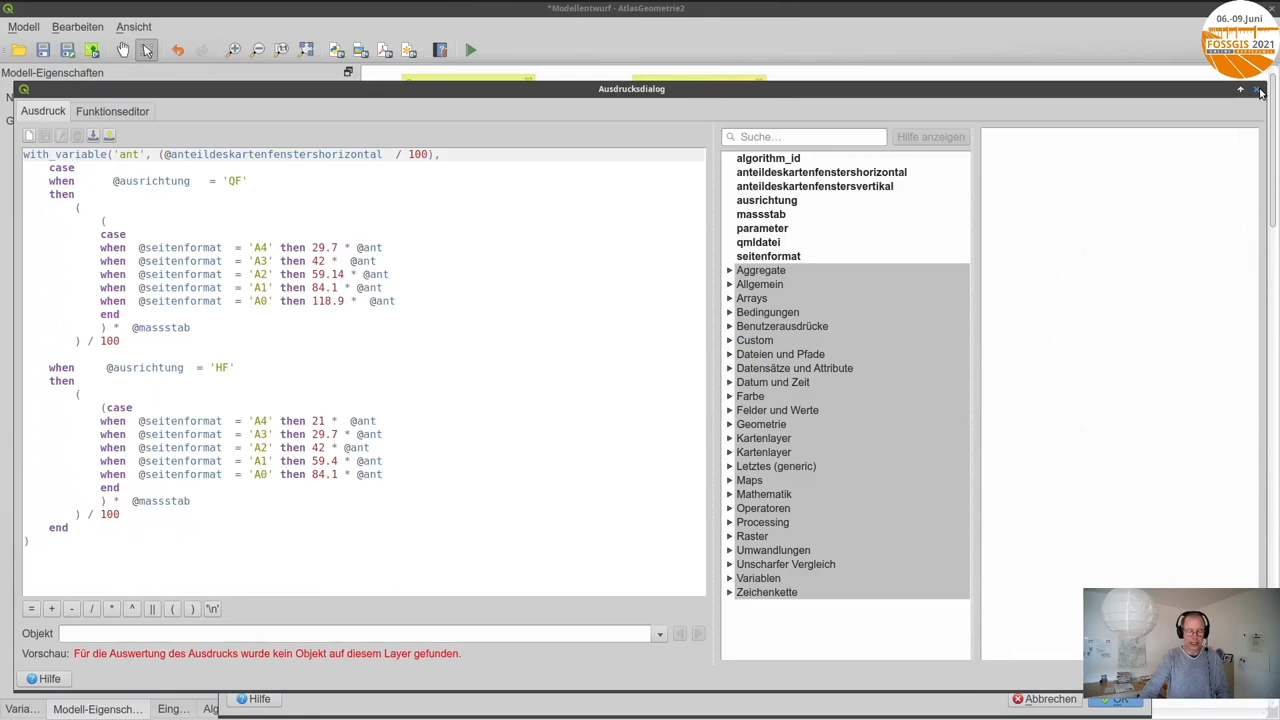 *Modellentwurf - AtlasGeometrie2
06.-09.Juni
FOSSGIS 2021
ONLINE
Modell Bearbeiten Ansicht
Modell-Eigenschaften
Ausdrucksdialog
Ausdruck Funktionseditor
Suche… Hilfe anzeigen
with_variable('ant', (@anteildeskartenfenstershorizontal / 100),
case
when @ausrichtung = 'QF'
then
(
(
case
when @seitenformat = 'A4' then 29.7 * @ant
when @seitenformat = 'A3' then 42 * @ant
when @seitenformat = 'A2' then 59.14 * @ant
when @seitenformat = 'A1' then 84.1 * @ant
when @seitenformat = 'A0' then 118.9 * @ant
end
) * @massstab
) / 100
when @ausrichtung = 'HF'
then
(
(case
when @seitenformat = 'A4' then 21 * @ant
when @seitenformat = 'A3' then 29.7 * @ant
when @seitenformat = 'A2' then 42 * @ant
when @seitenformat = 'A1' then 59.4 * @ant
when @seitenformat = 'A0' then 84.1 * @ant
end
) * @massstab
) / 100
end
)
algorithm_id
anteildeskartenfenstershorizontal
anteildeskartenfenstersvertikal
ausrichtung
massstab
parameter
qmldatei
seitenformat
Aggregate
Allgemein
Arrays
Bedingungen
Benutzerausdrücke
Custom
Dateien und Pfade
Datensätze und Attribute
Datum und Zeit
Farbe
Felder und Werte
Geometrie
Kartenlayer
Kartenlayer
Letztes (generic)
Maps
Mathematik
Operatoren
Processing
Raster
Umwandlungen
Unscharfer Vergleich
Variablen
Zeichenkette
= + - / * ^ || ( ) '\n'
Objekt
Vorschau: Für die Auswertung des Ausdrucks wurde kein Objekt auf diesem Layer gefunden.
Hilfe
Hilfe Abbrechen OK
Varia… Modell-Eigensch… Eing…